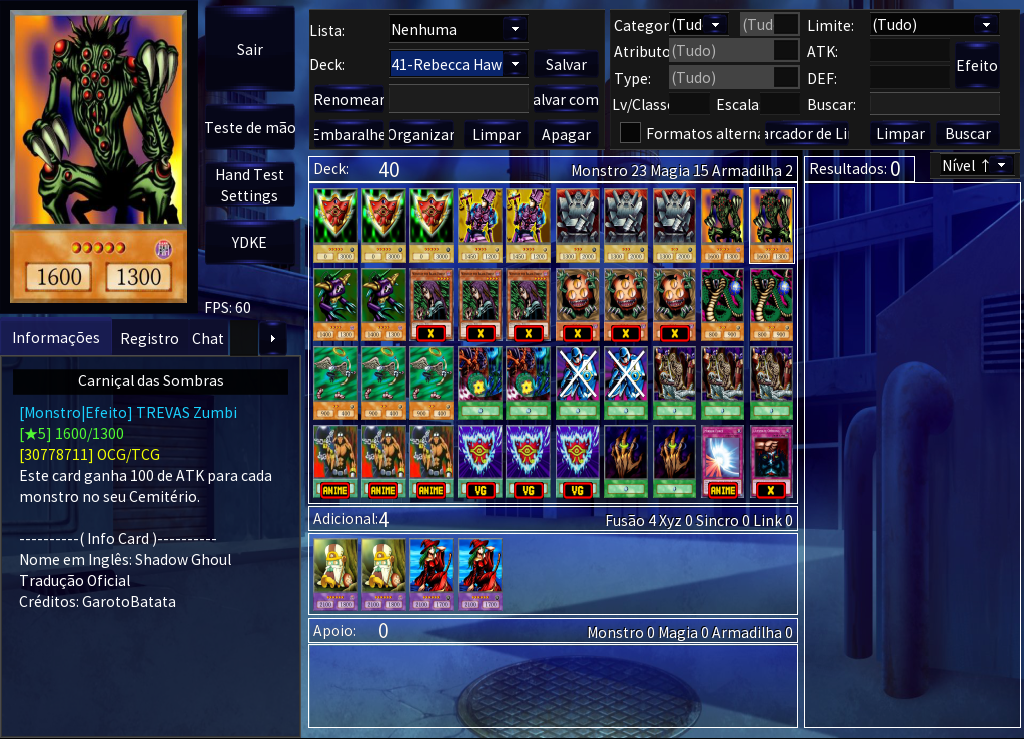 1600 1300
Sair
Teste de mão
Hand Test
Settings
YDKE
FPS: 60
Lista: Nenhuma
Deck: 41-Rebecca Haw Salvar
Renomear alvar com
Embaralhe Organizar Limpar Apagar
Categor (Tud (Tud Limite: (Tudo)
Atributo (Tudo) ATK:
Type: (Tudo) DEF: Efeito
Lv/Classe Escala Buscar:
Formatos alterna arcador de Li Limpar Buscar
Informações Registro Chat
Carniçal das Sombras
[Monstro|Efeito] TREVAS Zumbi
[★5] 1600/1300
[30778711] OCG/TCG
Este card ganha 100 de ATK para cada
monstro no seu Cemitério.
----------( Info Card )----------
Nome em Inglês: Shadow Ghoul
Tradução Oficial
Créditos: GarotoBatata
Deck: 40 Monstro 23 Magia 15 Armadilha 2
X X X X X X
ANIME ANIME ANIME VG VG VG ANIME X
Adicional: 4 Fusão 4 Xyz 0 Sincro 0 Link 0
Apoio: 0 Monstro 0 Magia 0 Armadilha 0
Resultados: 0 Nível ↑